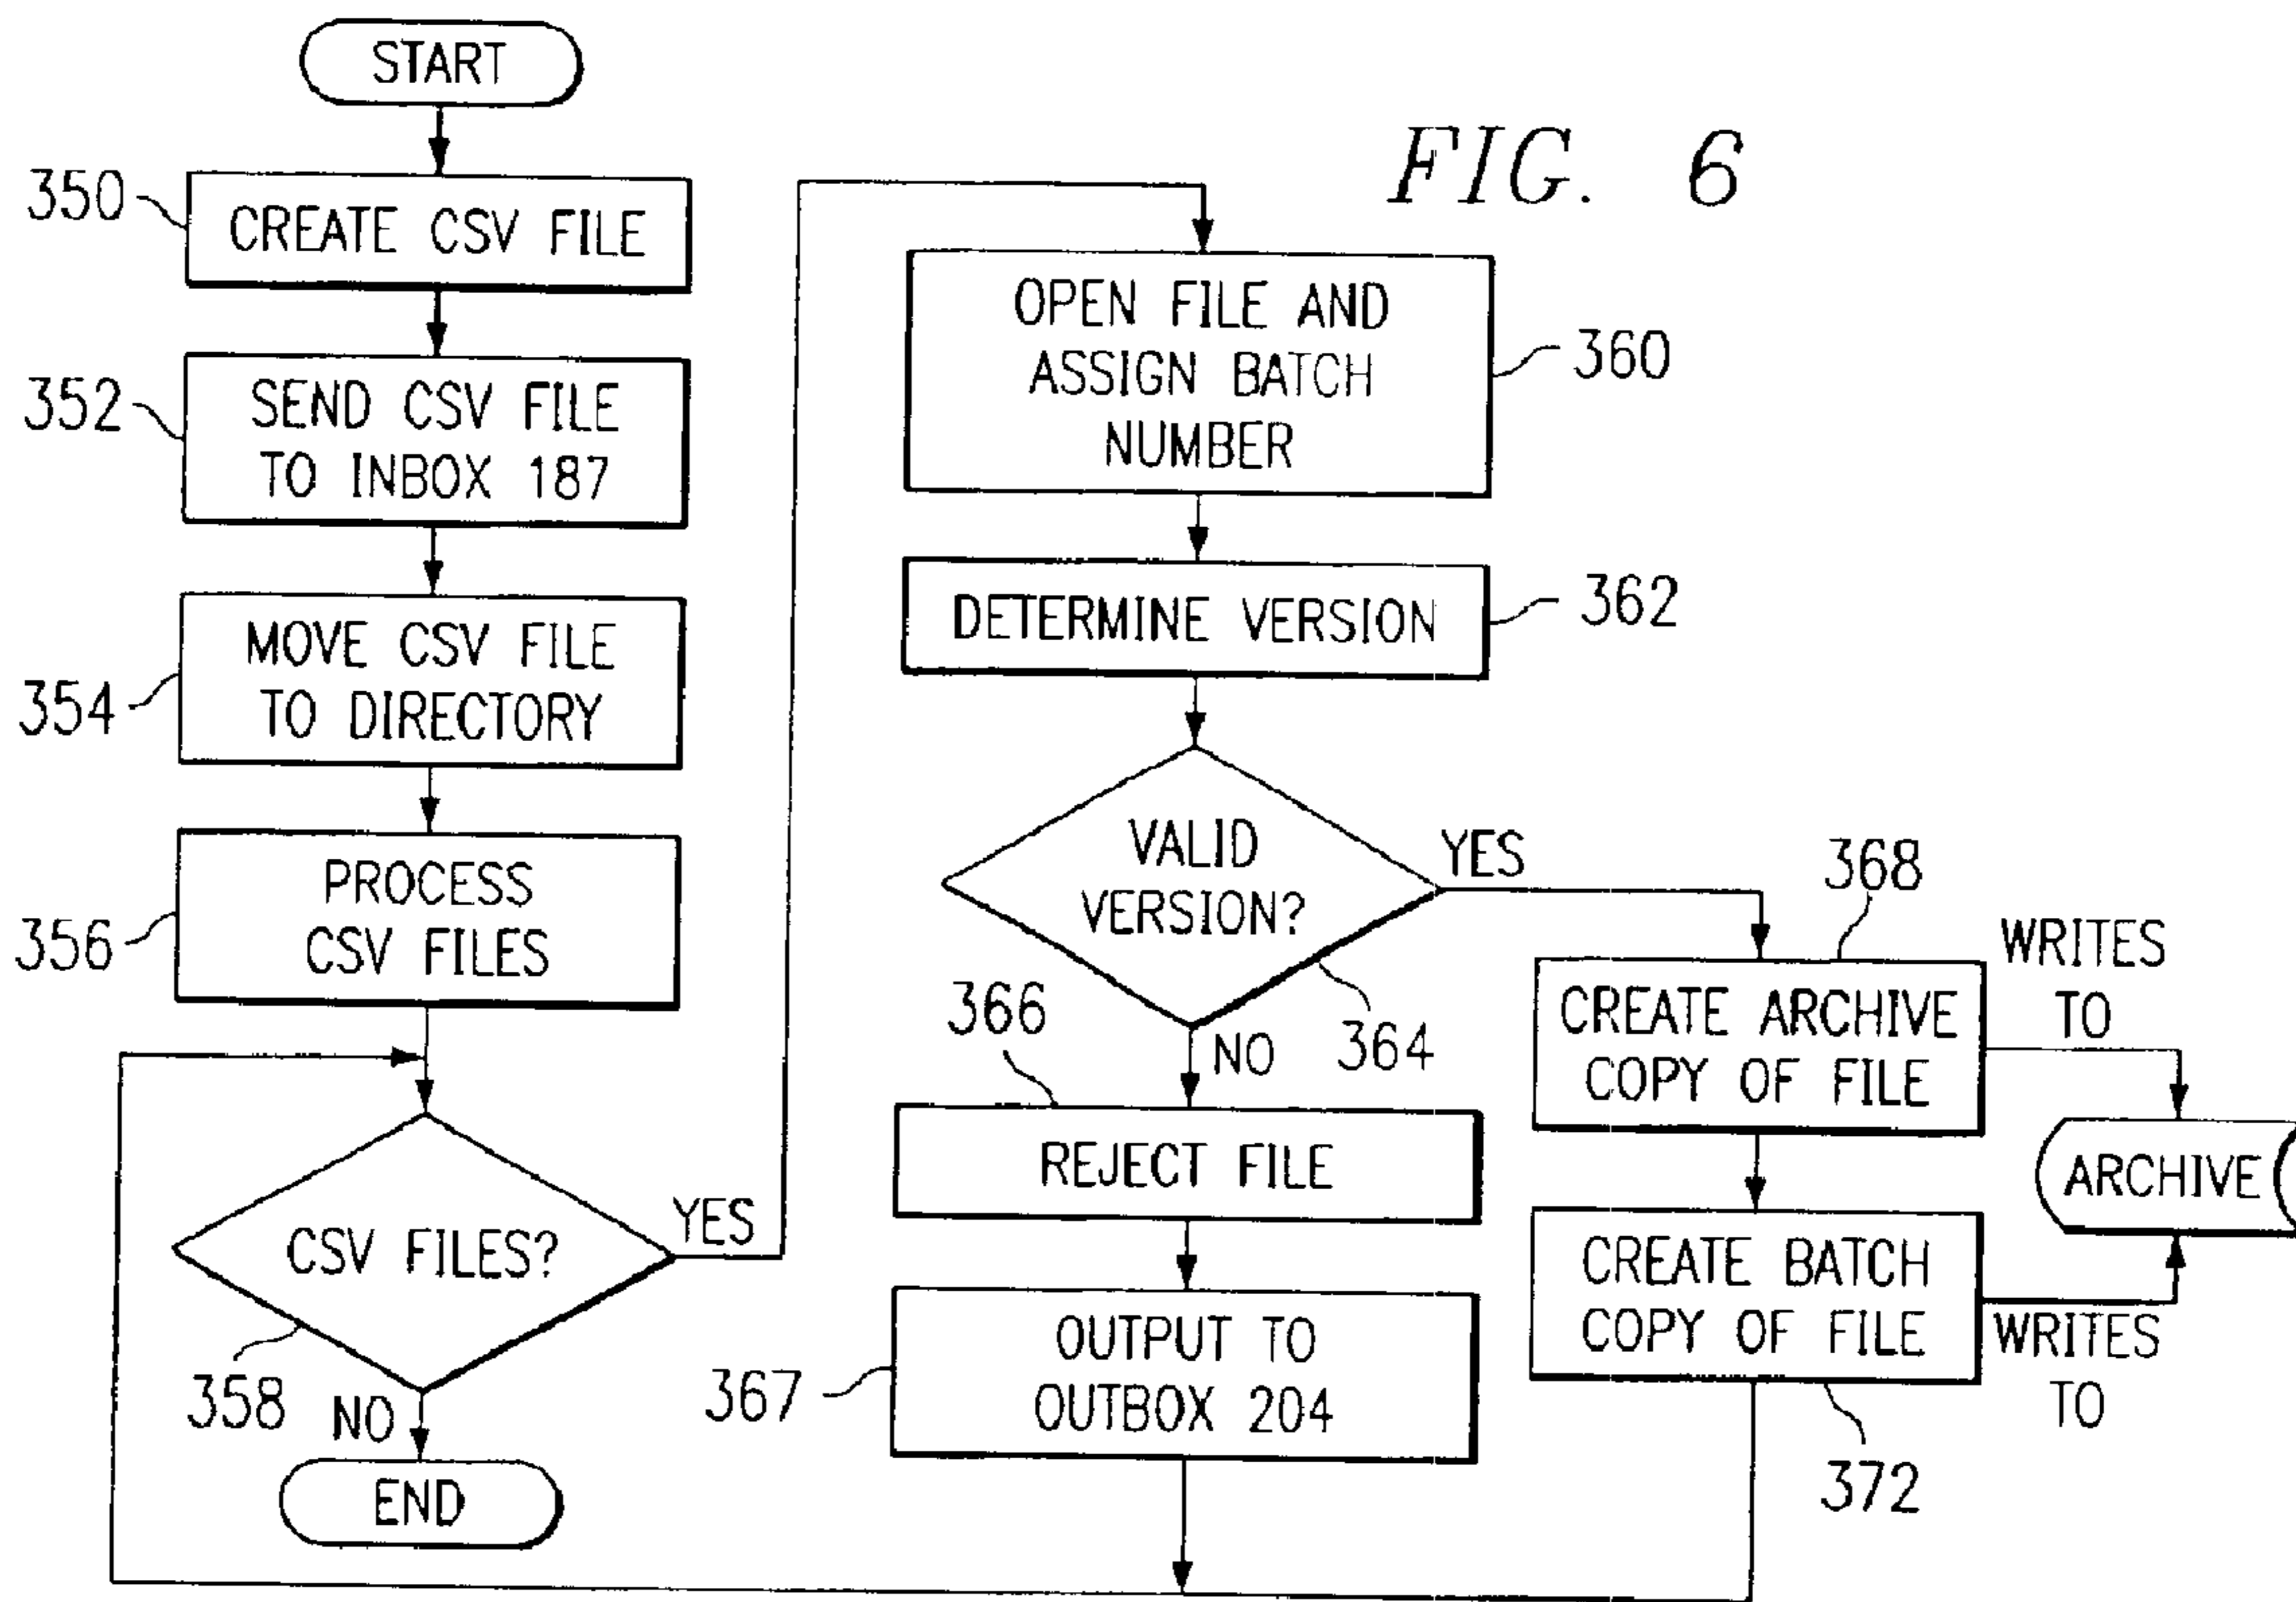 FIG. 6
START
350
CREATE CSV FILE
352
SEND CSV FILE
TO INBOX 187
354
MOVE CSV FILE
TO DIRECTORY
356
PROCESS
CSV FILES
CSV FILES?
YES
358
NO
END
OPEN FILE AND
ASSIGN BATCH
NUMBER
360
DETERMINE VERSION
362
VALID
VERSION?
YES
364
NO
366
REJECT FILE
367
OUTPUT TO
OUTBOX 204
368
CREATE ARCHIVE
COPY OF FILE
WRITES
TO
ARCHIVE
CREATE BATCH
COPY OF FILE
WRITES
TO
372